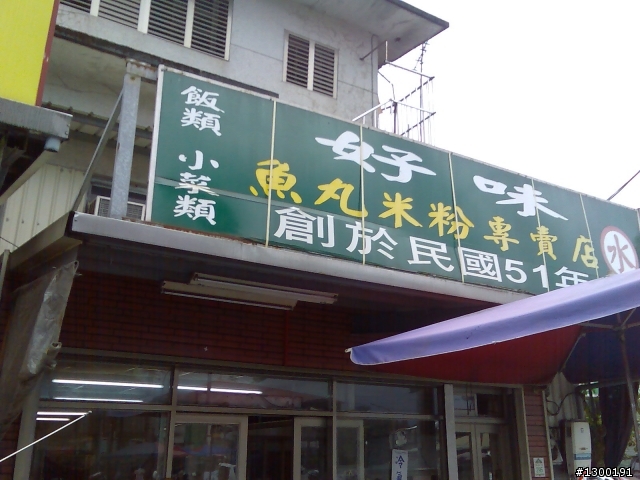 飯類
小菜類
好味
魚丸米粉專賣店
創於民國51年
水
#1300191